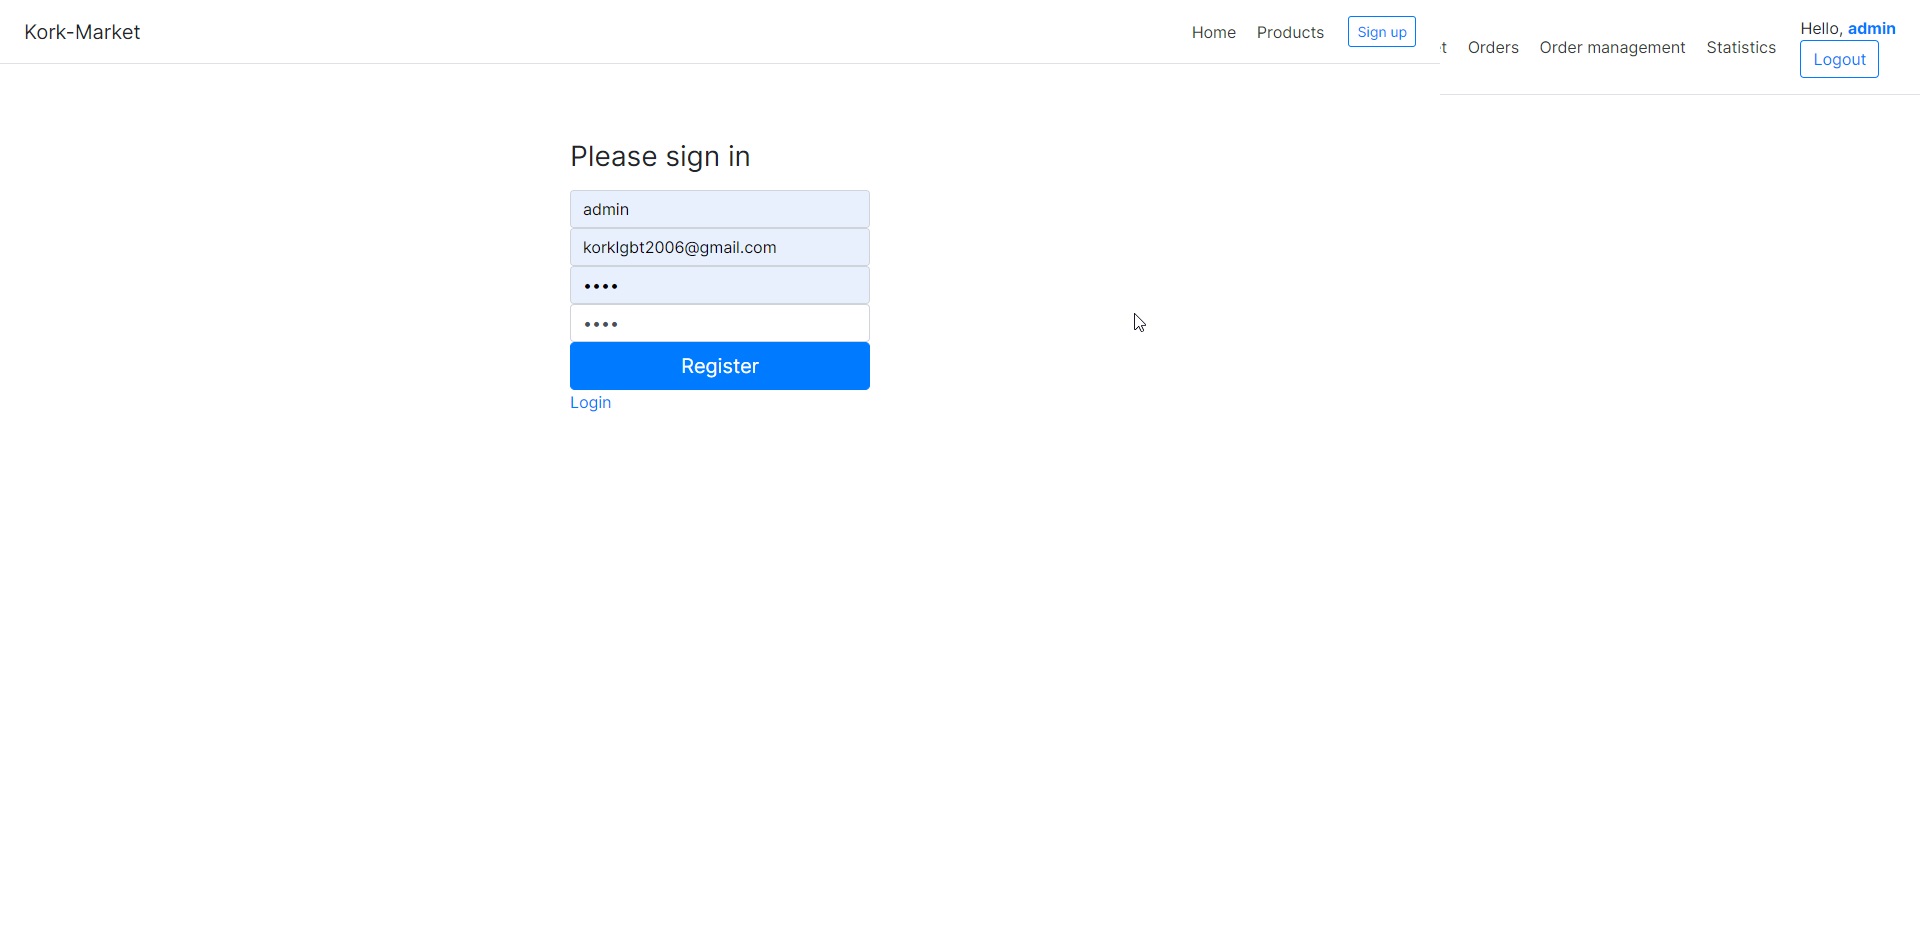 Kork-Market
Home Products Sign up
Orders Order management Statistics
Hello, admin
Logout
Please sign in
admin
korklgbt2006@gmail.com
••••
••••
Register
Login